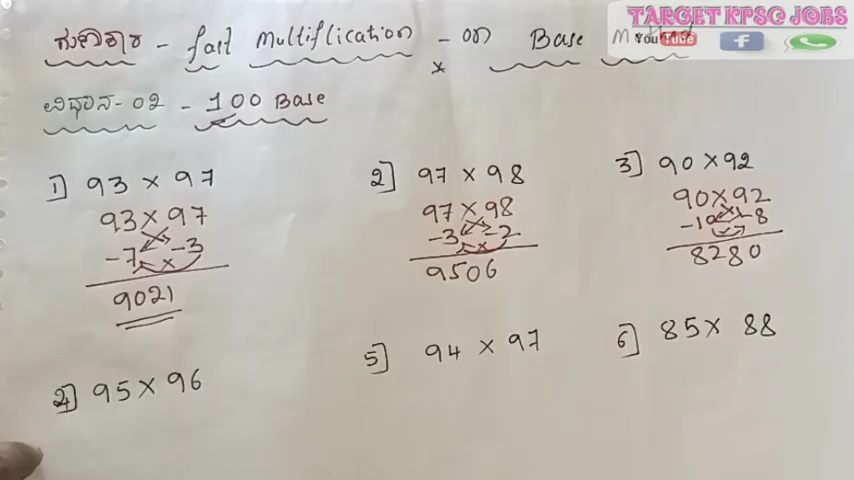 TARGET KPSC JOBS
YouTube
ಗುಣಾಕಾರ - fast Multiflication - ಈ Base
ವಿಧಾನ-02 - 100 Base
1] 93 × 97
93 × 97
-7 × -3
9021
2] 97 × 98
97 × 98
-3 × -2
9506
3] 90 × 92
90 × 92
-10 -8
8280
4] 95 × 96
5] 94 × 97
6] 85 × 88